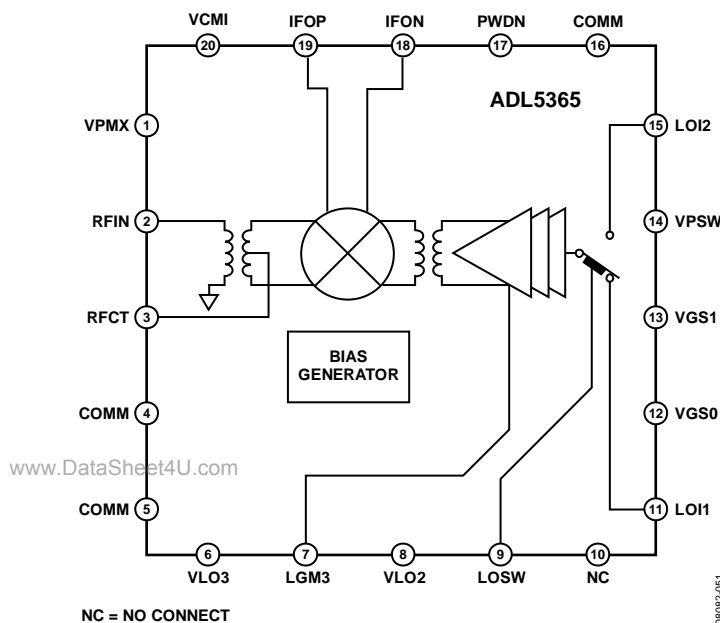 VCMI
IFOP
IFON
PWDN
COMM
20
19
18
17
16
ADL5365
VPMX 1
15 LOI2
RFIN 2
14 VPSW
RFCT 3
13 VGS1
BIAS
GENERATOR
COMM 4
12 VGS0
www.DataSheet4U.com
COMM 5
11 LOI1
6
7
8
9
10
VLO3
LGM3
VLO2
LOSW
NC
NC = NO CONNECT
08082-051